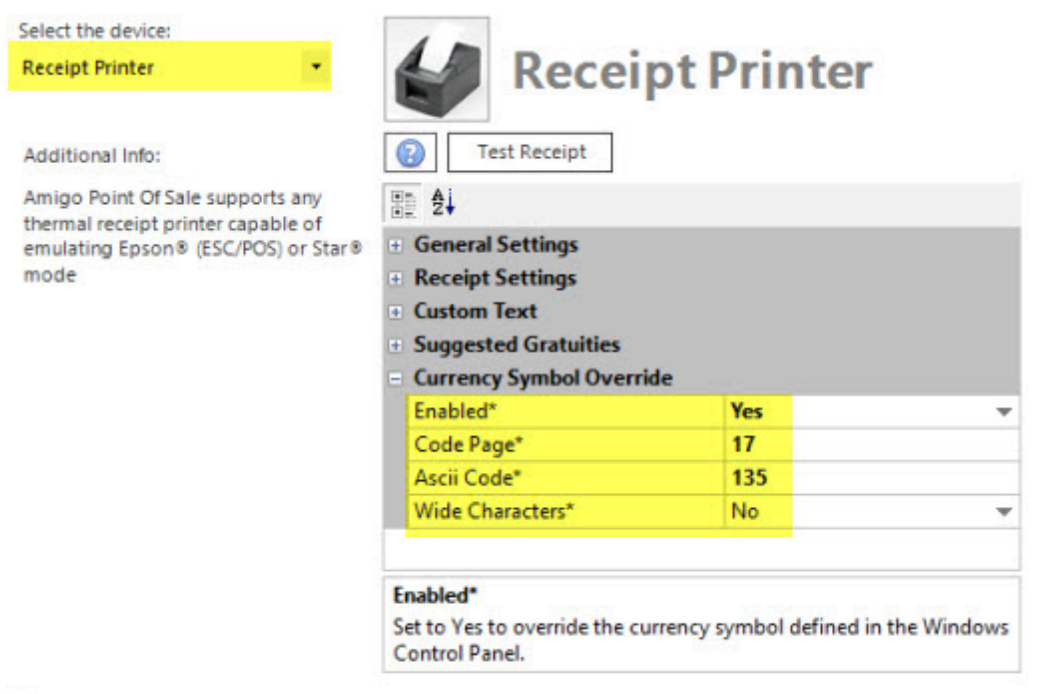 Select the device:
Receipt Printer
Additional Info:
Amigo Point Of Sale supports any
thermal receipt printer capable of
emulating Epson® (ESC/POS) or Star®
mode
Receipt Printer
Test Receipt
General Settings
Receipt Settings
Custom Text
Suggested Gratuities
Currency Symbol Override
Enabled* Yes
Code Page* 17
Ascii Code* 135
Wide Characters* No
Enabled*
Set to Yes to override the currency symbol defined in the Windows
Control Panel.